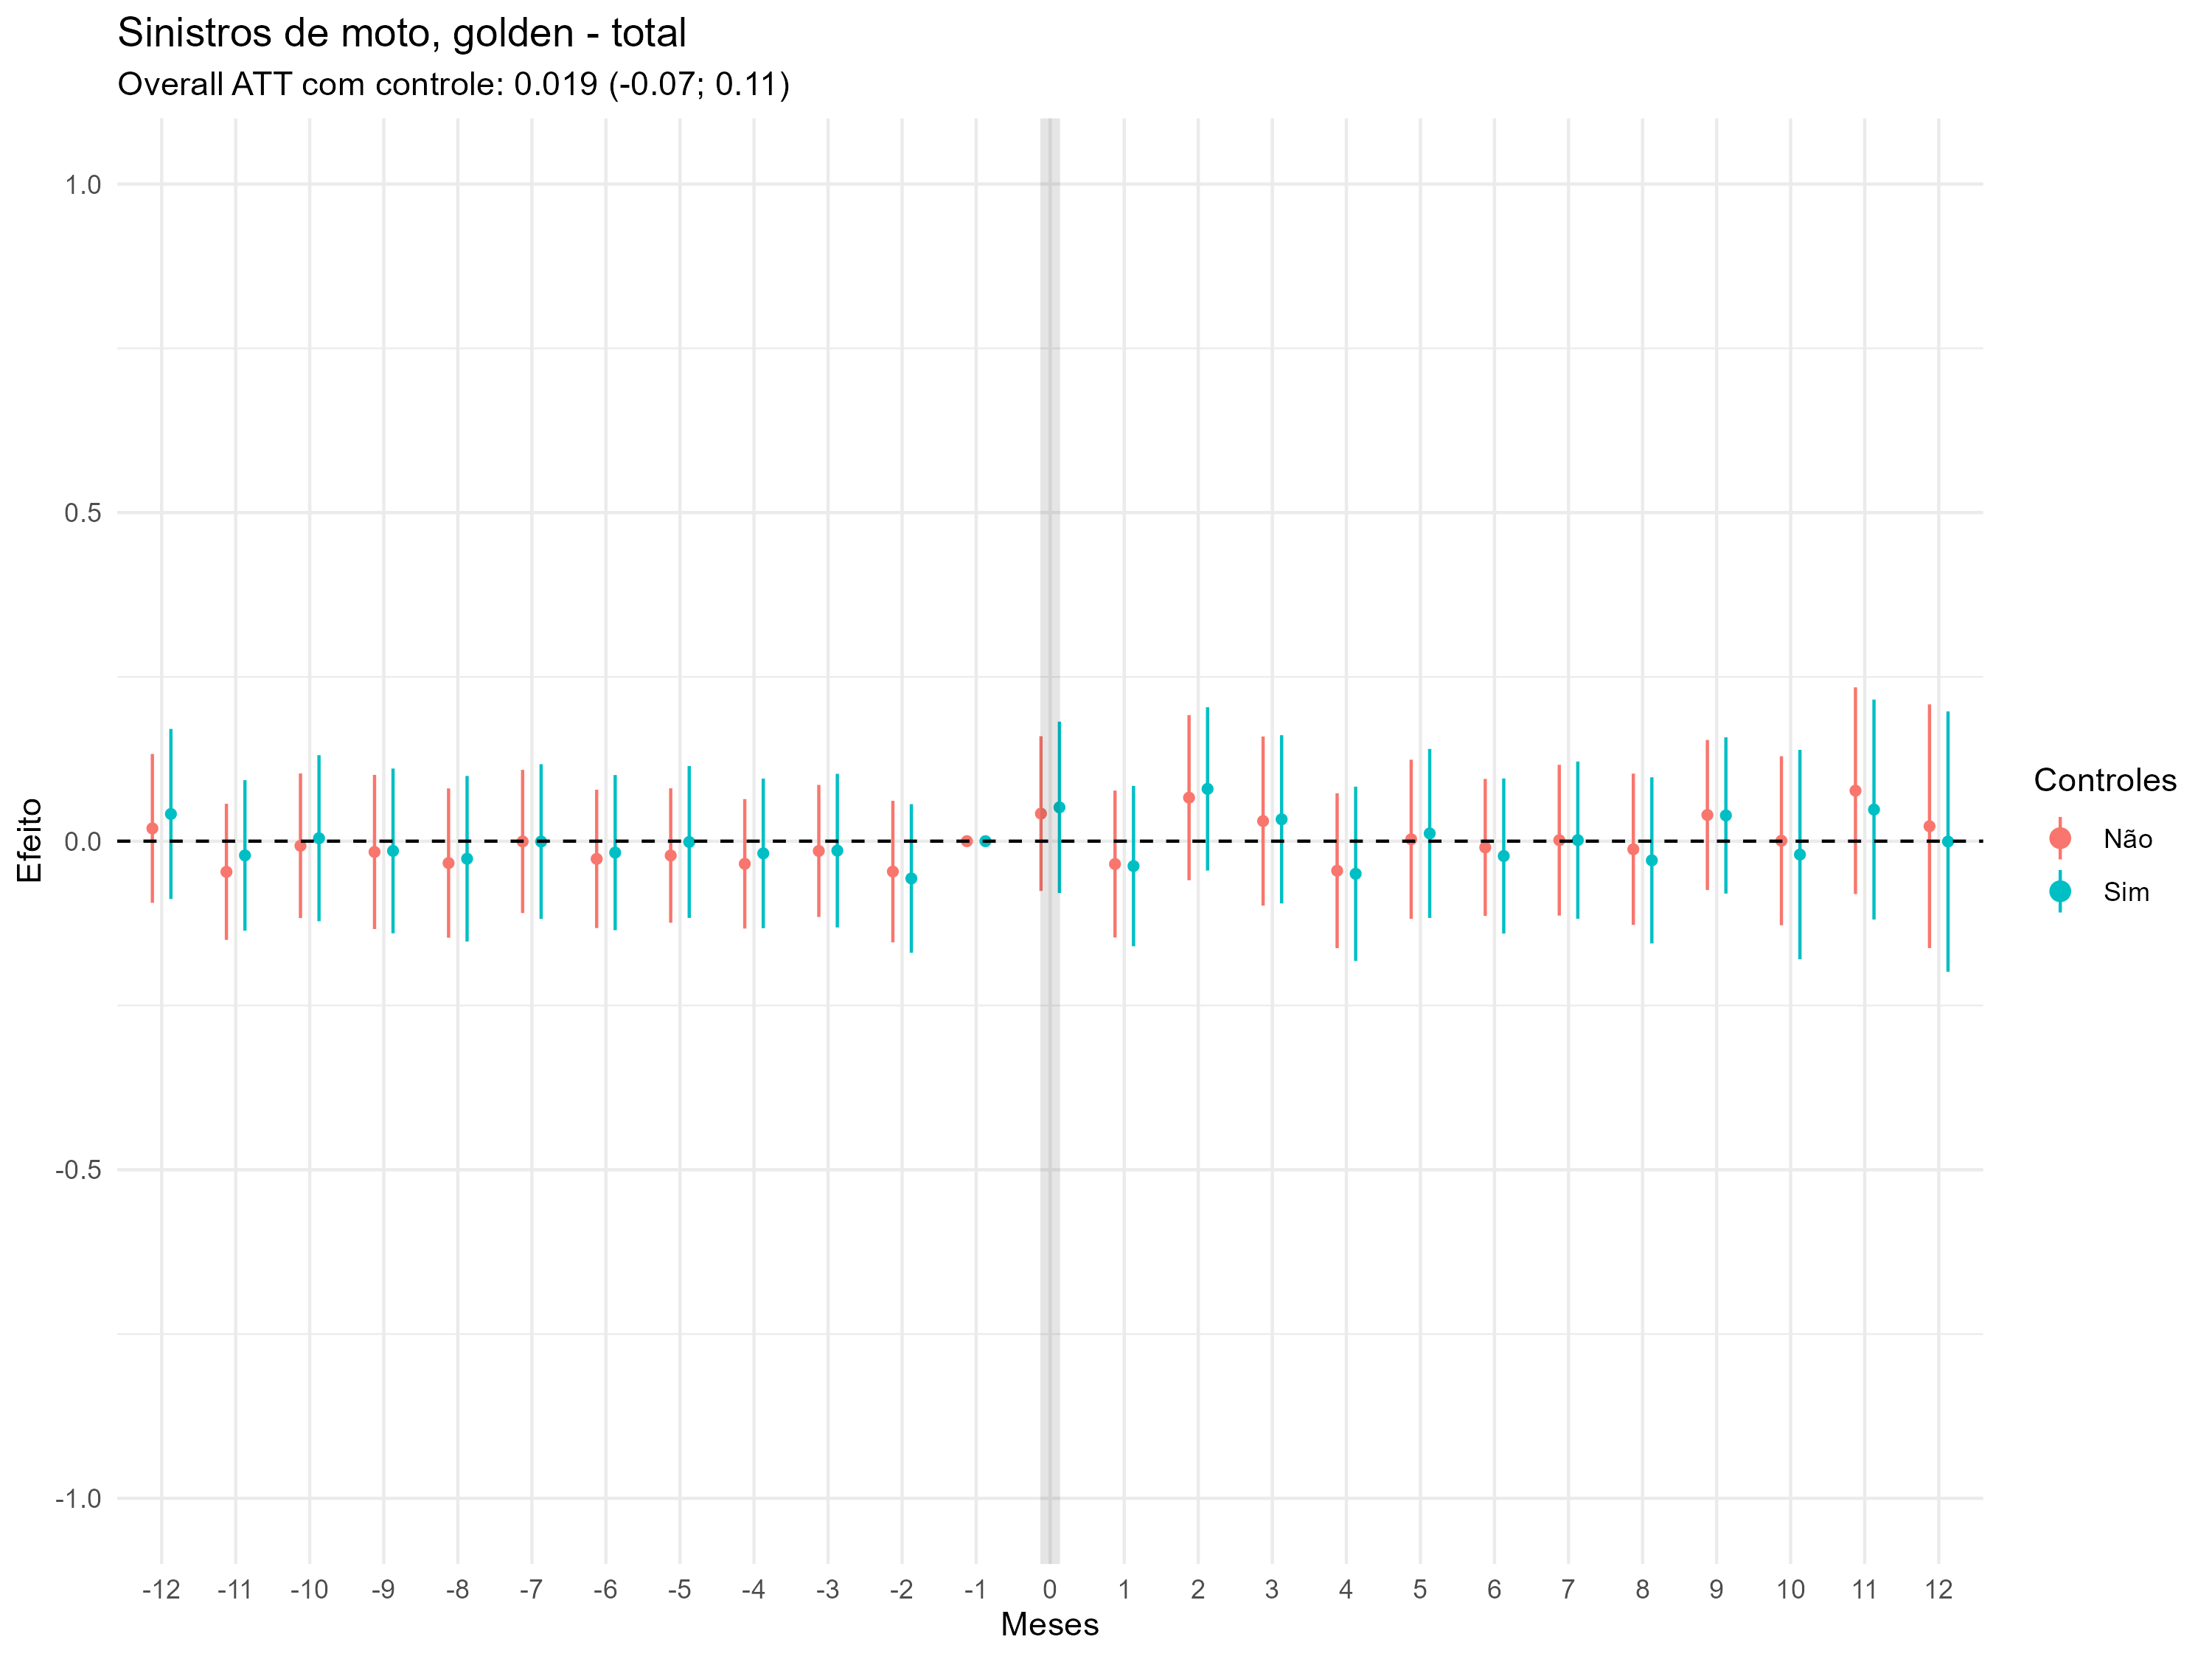 Sinistros de moto, golden - total
Overall ATT com controle: 0.019 (-0.07; 0.11)
1.0
0.5
0.0
-0.5
-1.0
Efeito
-12 -11 -10 -9 -8 -7 -6 -5 -4 -3 -2 -1 0 1 2 3 4 5 6 7 8 9 10 11 12
Meses
Controles
Não
Sim